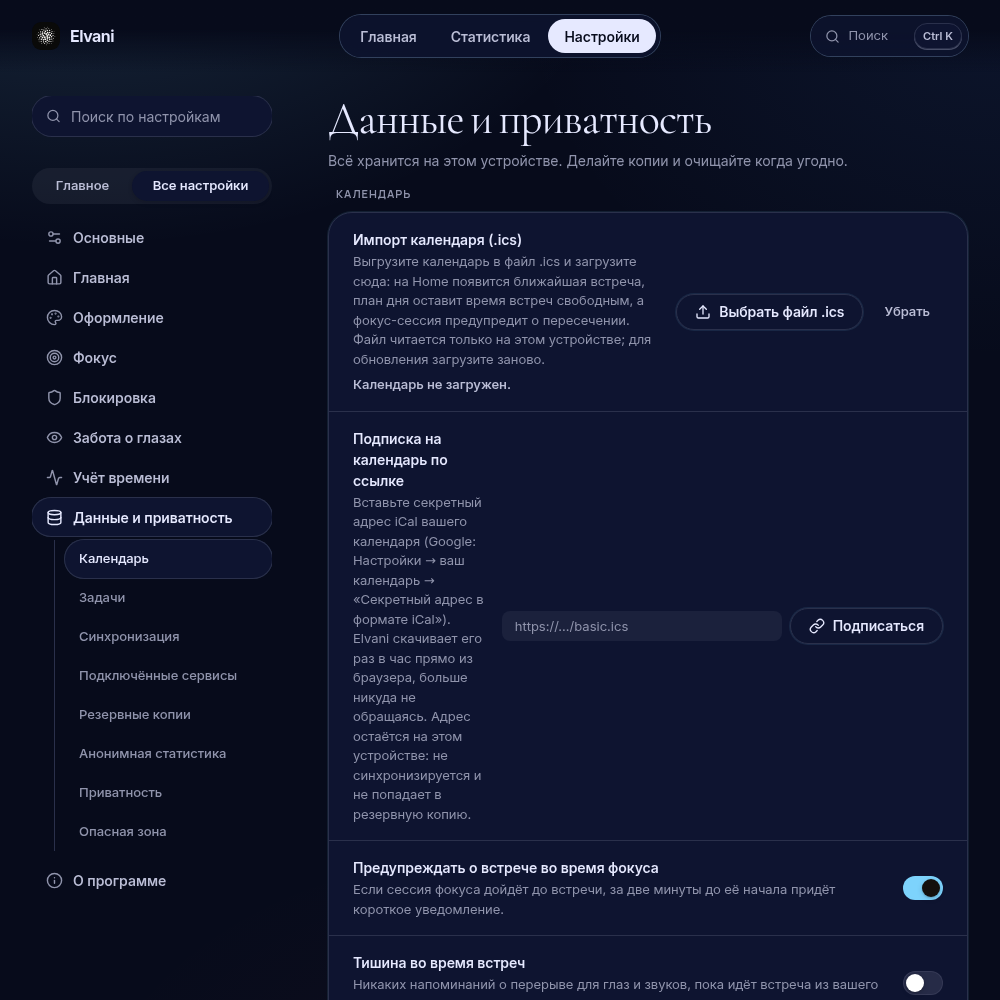 Elvani
Главная
Статистика
Настройки
Поиск
Ctrl K
Поиск по настройкам
Главное
Все настройки
Основные
Главная
Оформление
Фокус
Блокировка
Забота о глазах
Учёт времени
Данные и приватность
Календарь
Задачи
Синхронизация
Подключённые сервисы
Резервные копии
Анонимная статистика
Приватность
Опасная зона
О программе
Данные и приватность
Всё хранится на этом устройстве. Делайте копии и очищайте когда угодно.
КАЛЕНДАРЬ
Импорт календаря (.ics)
Выгрузите календарь в файл .ics и загрузите
сюда: на Home появится ближайшая встреча,
план дня оставит время встреч свободным, а
фокус-сессия предупредит о пересечении.
Файл читается только на этом устройстве; для
обновления загрузите заново.
Календарь не загружен.
Выбрать файл .ics
Убрать
Подписка на
календарь по
ссылке
Вставьте секретный
адрес iCal вашего
календаря (Google:
Настройки → ваш
календарь →
«Секретный адрес в
формате iCal»).
Elvani скачивает его
раз в час прямо из
браузера, больше
никуда не
обращаясь. Адрес
остаётся на этом
устройстве: не
синхронизируется и
не попадает в
резервную копию.
https://.../basic.ics
Подписаться
Предупреждать о встрече во время фокуса
Если сессия фокуса дойдёт до встречи, за две минуты до её начала придёт
короткое уведомление.
Тишина во время встреч
Никаких напоминаний о перерыве для глаз и звуков, пока идёт встреча из вашего